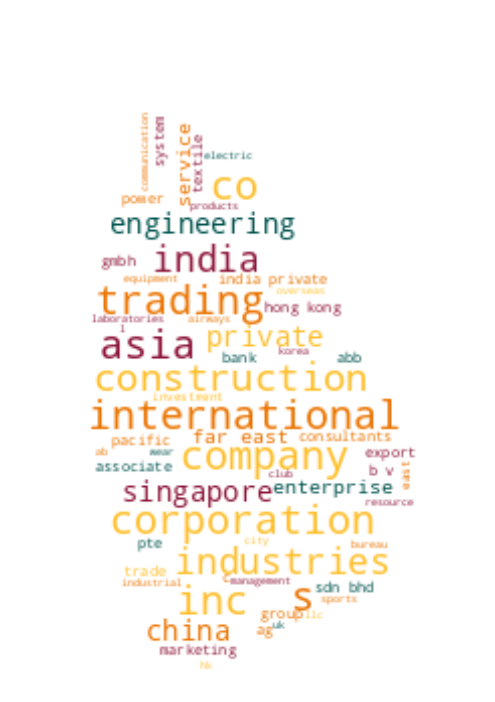 communication
system
service
textile
electric
co
power
products
engineering
india
gmbh
equipment
india private
overseas
trading
hong kong
laboratories
airways
l
asia
private
bank
korea
abb
construction
investment
international
pacific
far east
consultants
ab
wear
company
export
associate
club
b v
east
singapore
enterprise
resource
corporation
pte
city
bureau
industries
trade
c
management
industrial
sdn bhd
inc
s
sports
group
llc
china
ag
uk
marketing
hk